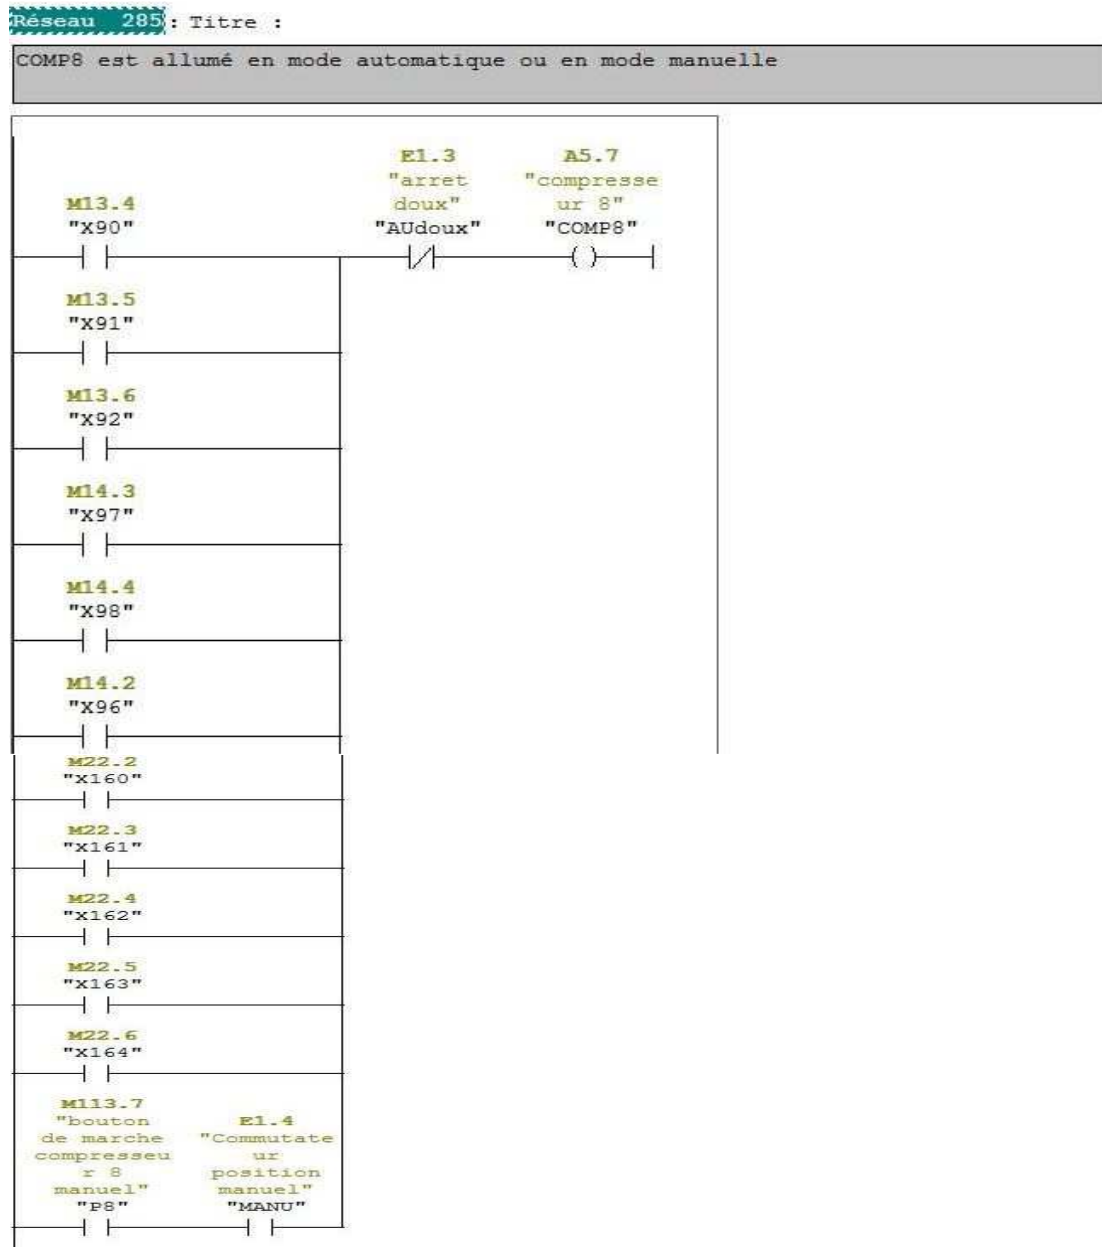 Réseau 285 : Titre :
COMP8 est allumé en mode automatique ou en mode manuelle
E1.3 A5.7
"arret "compresse
M13.4 doux" ur 8"
"X90" "AUdoux" "COMP8"
M13.5
"X91"
M13.6
"X92"
M14.3
"X97"
M14.4
"X98"
M14.2
"X96"
M22.2
"X160"
M22.3
"X161"
M22.4
"X162"
M22.5
"X163"
M22.6
"X164"
M113.7
"bouton E1.4
de marche "Commutate
compresseu ur
r 8 position
manuel" manuel"
"P8" "MANU"